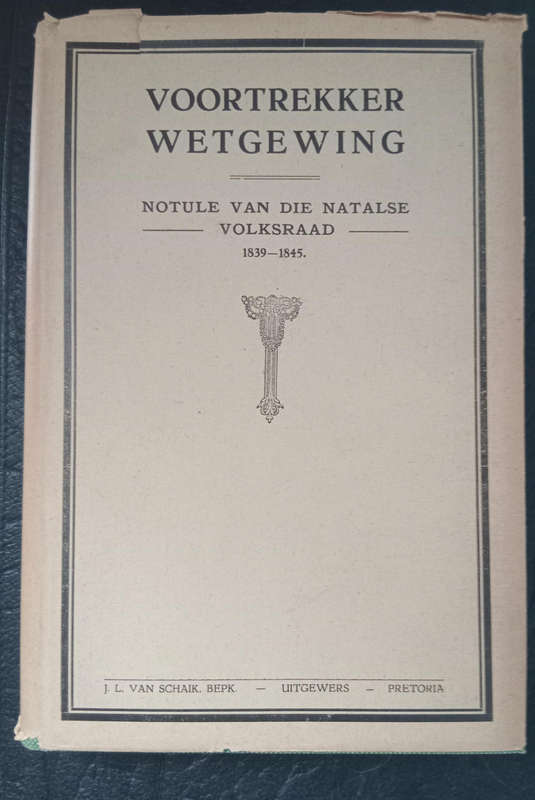 VOORTREKKER
WETGEWING
NOTULE VAN DIE NATALSE
VOLKSRAAD
1839—1845.
J. L. VAN SCHAIK. BEPK. — UITGEWERS — PRETORIA